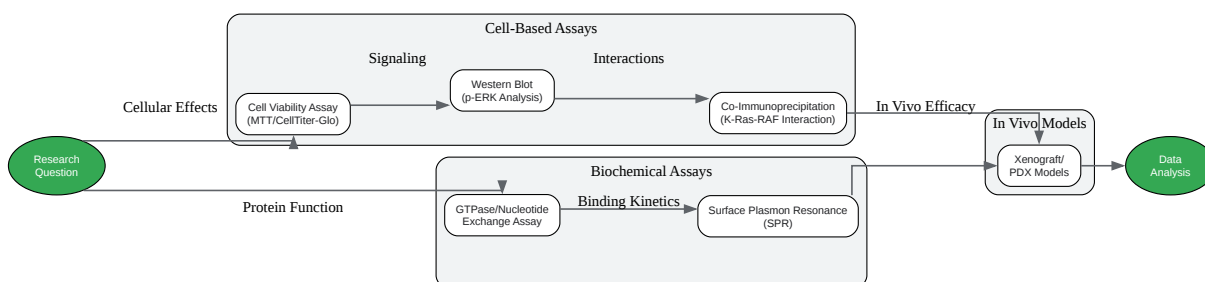 Cell-Based Assays
Signaling
Interactions
Cellular Effects
Cell Viability Assay
(MTT/CellTiter-Glo)
Western Blot
(p-ERK Analysis)
Co-Immunoprecipitation
(K-Ras-RAF Interaction)
In Vivo Efficacy
In Vivo Models
Xenograft/
PDX Models
Data
Analysis
Research
Question
Biochemical Assays
Protein Function
GTPase/Nucleotide
Exchange Assay
Binding Kinetics
Surface Plasmon Resonance
(SPR)